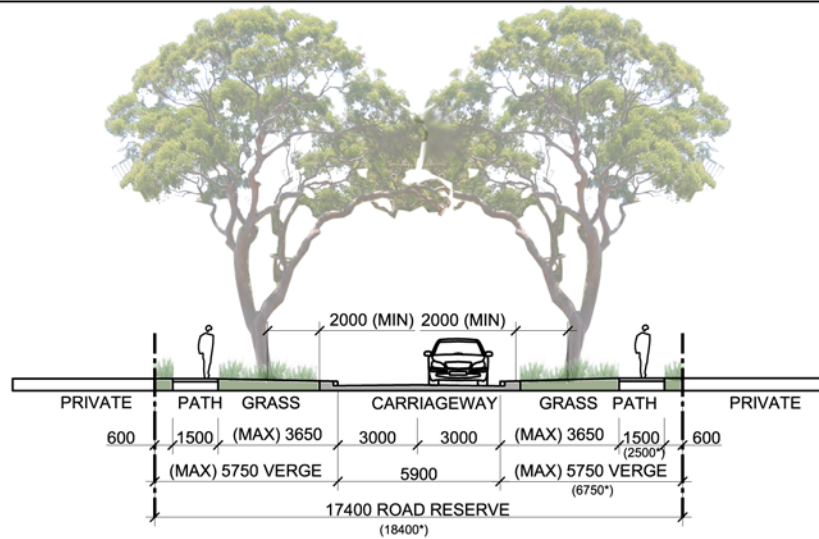 2000 (MIN) 2000 (MIN)
PRIVATE PATH GRASS CARRIAGEWAY GRASS PATH PRIVATE
600 1500 (MAX) 3650 3000 3000 (MAX) 3650 1500 600
(2500*)
(MAX) 5750 VERGE 5900 (MAX) 5750 VERGE
(6750*)
17400 ROAD RESERVE
(18400*)